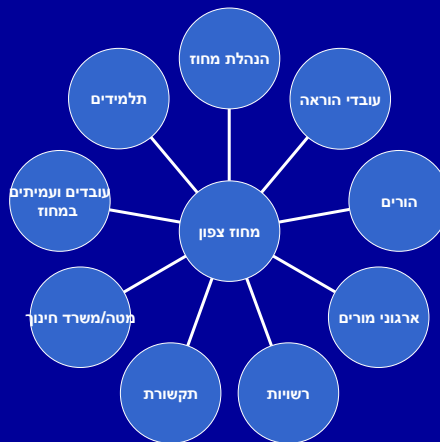 הנהלת מחוז
עובדי הוראה
תלמידים
הורים
עובדים ועמיתים
במחוז
מחוז צפון
ארגוני מורים
מטה/משרד חינוך
רשויות
תקשורת